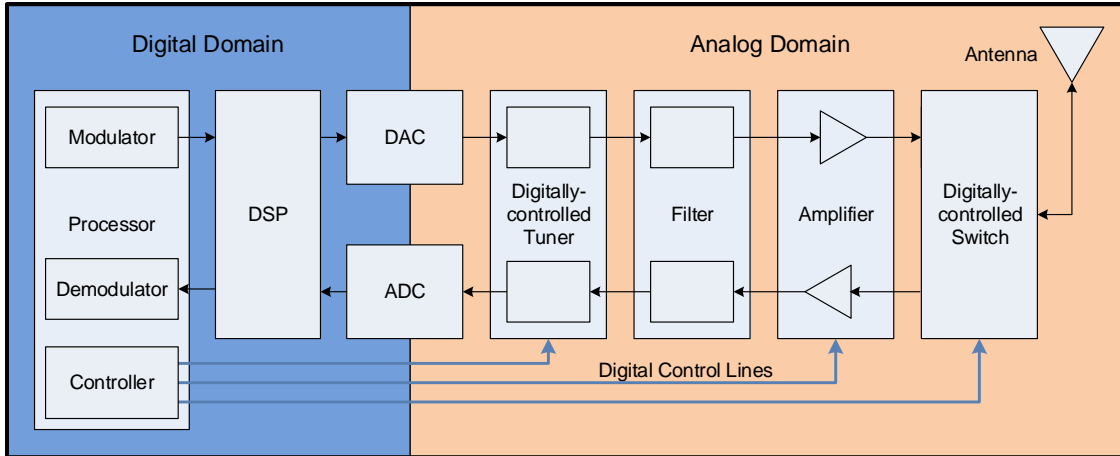 Digital Domain
Analog Domain
Antenna
Modulator
Processor
Demodulator
Controller
DSP
DAC
ADC
Digitally-
controlled
Tuner
Filter
Amplifier
Digitally-
controlled
Switch
Digital Control Lines